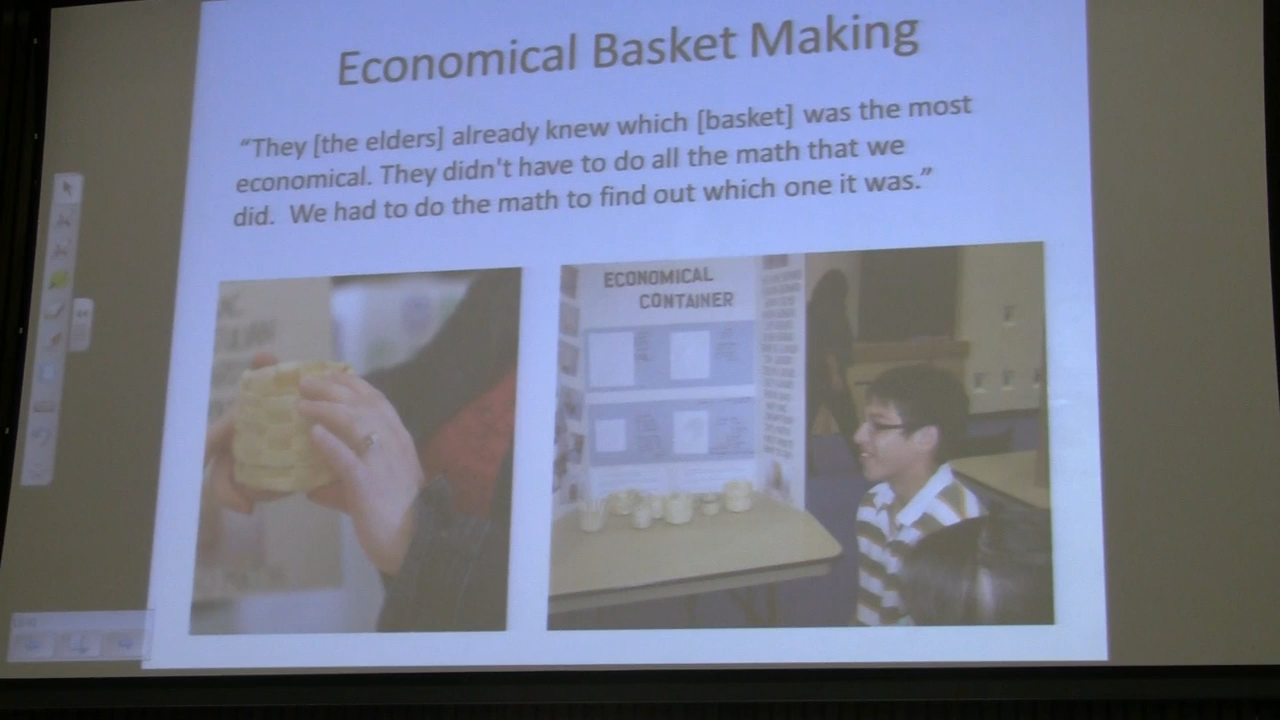 Economical Basket Making
“They [the elders] already knew which [basket] was the most
economical. They didn't have to do all the math that we
did. We had to do the math to find out which one it was.”
ECONOMICAL
CONTAINER